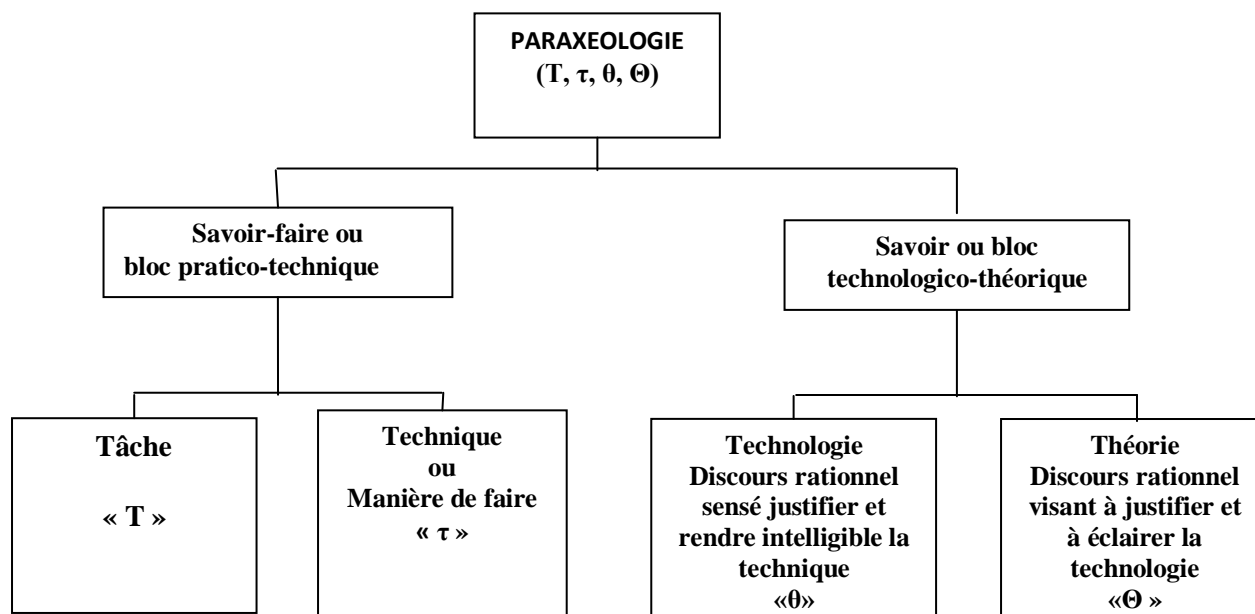 PARAXEOLOGIE
(T, τ, θ, Θ)
Savoir-faire ou
bloc pratico-technique
Savoir ou bloc
technologico-théorique
Tâche
« T »
Technique
ou
Manière de faire
« τ »
Technologie
Discours rationnel
sensé justifier et
rendre intelligible la
technique
«θ»
Théorie
Discours rationnel
visant à justifier et
à éclairer la
technologie
«Θ »